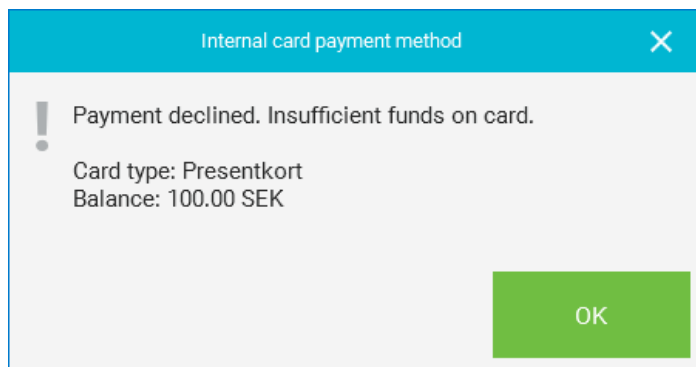 Internal card payment method
Payment declined. Insufficient funds on card.
Card type: Presentkort
Balance: 100.00 SEK
OK